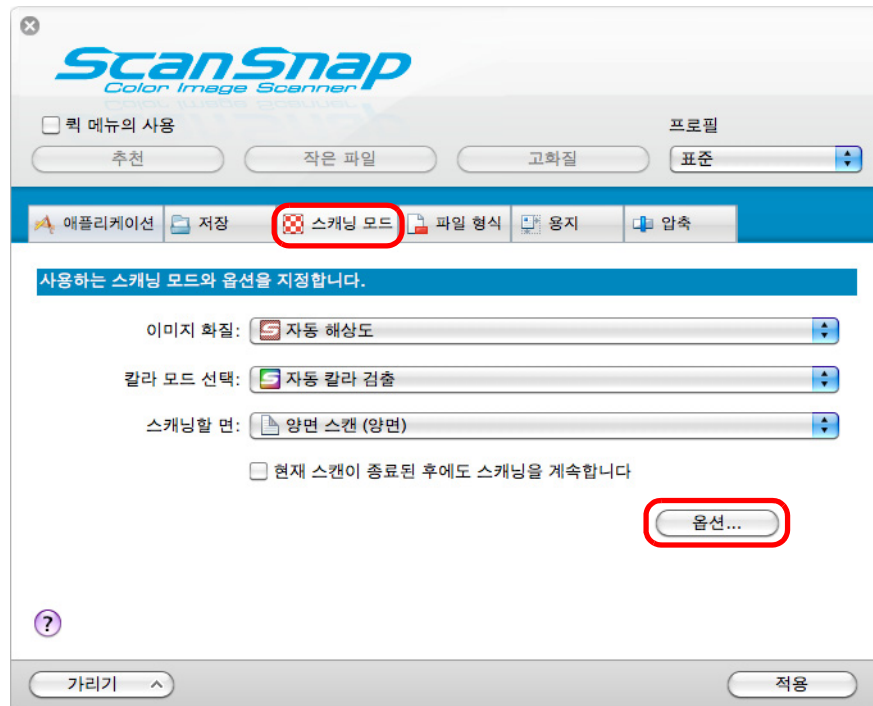 ScanSnap
Color Image Scanner
퀵 메뉴의 사용
프로필
추천 작은 파일 고화질 표준
애플리케이션 저장 스캐닝 모드 파일 형식 용지 압축
사용하는 스캐닝 모드와 옵션을 지정합니다.
이미지 화질: 자동 해상도
칼라 모드 선택: 자동 칼라 검출
스캐닝할 면: 양면 스캔 (양면)
현재 스캔이 종료된 후에도 스캐닝을 계속합니다
옵션...
?
가리기 적용